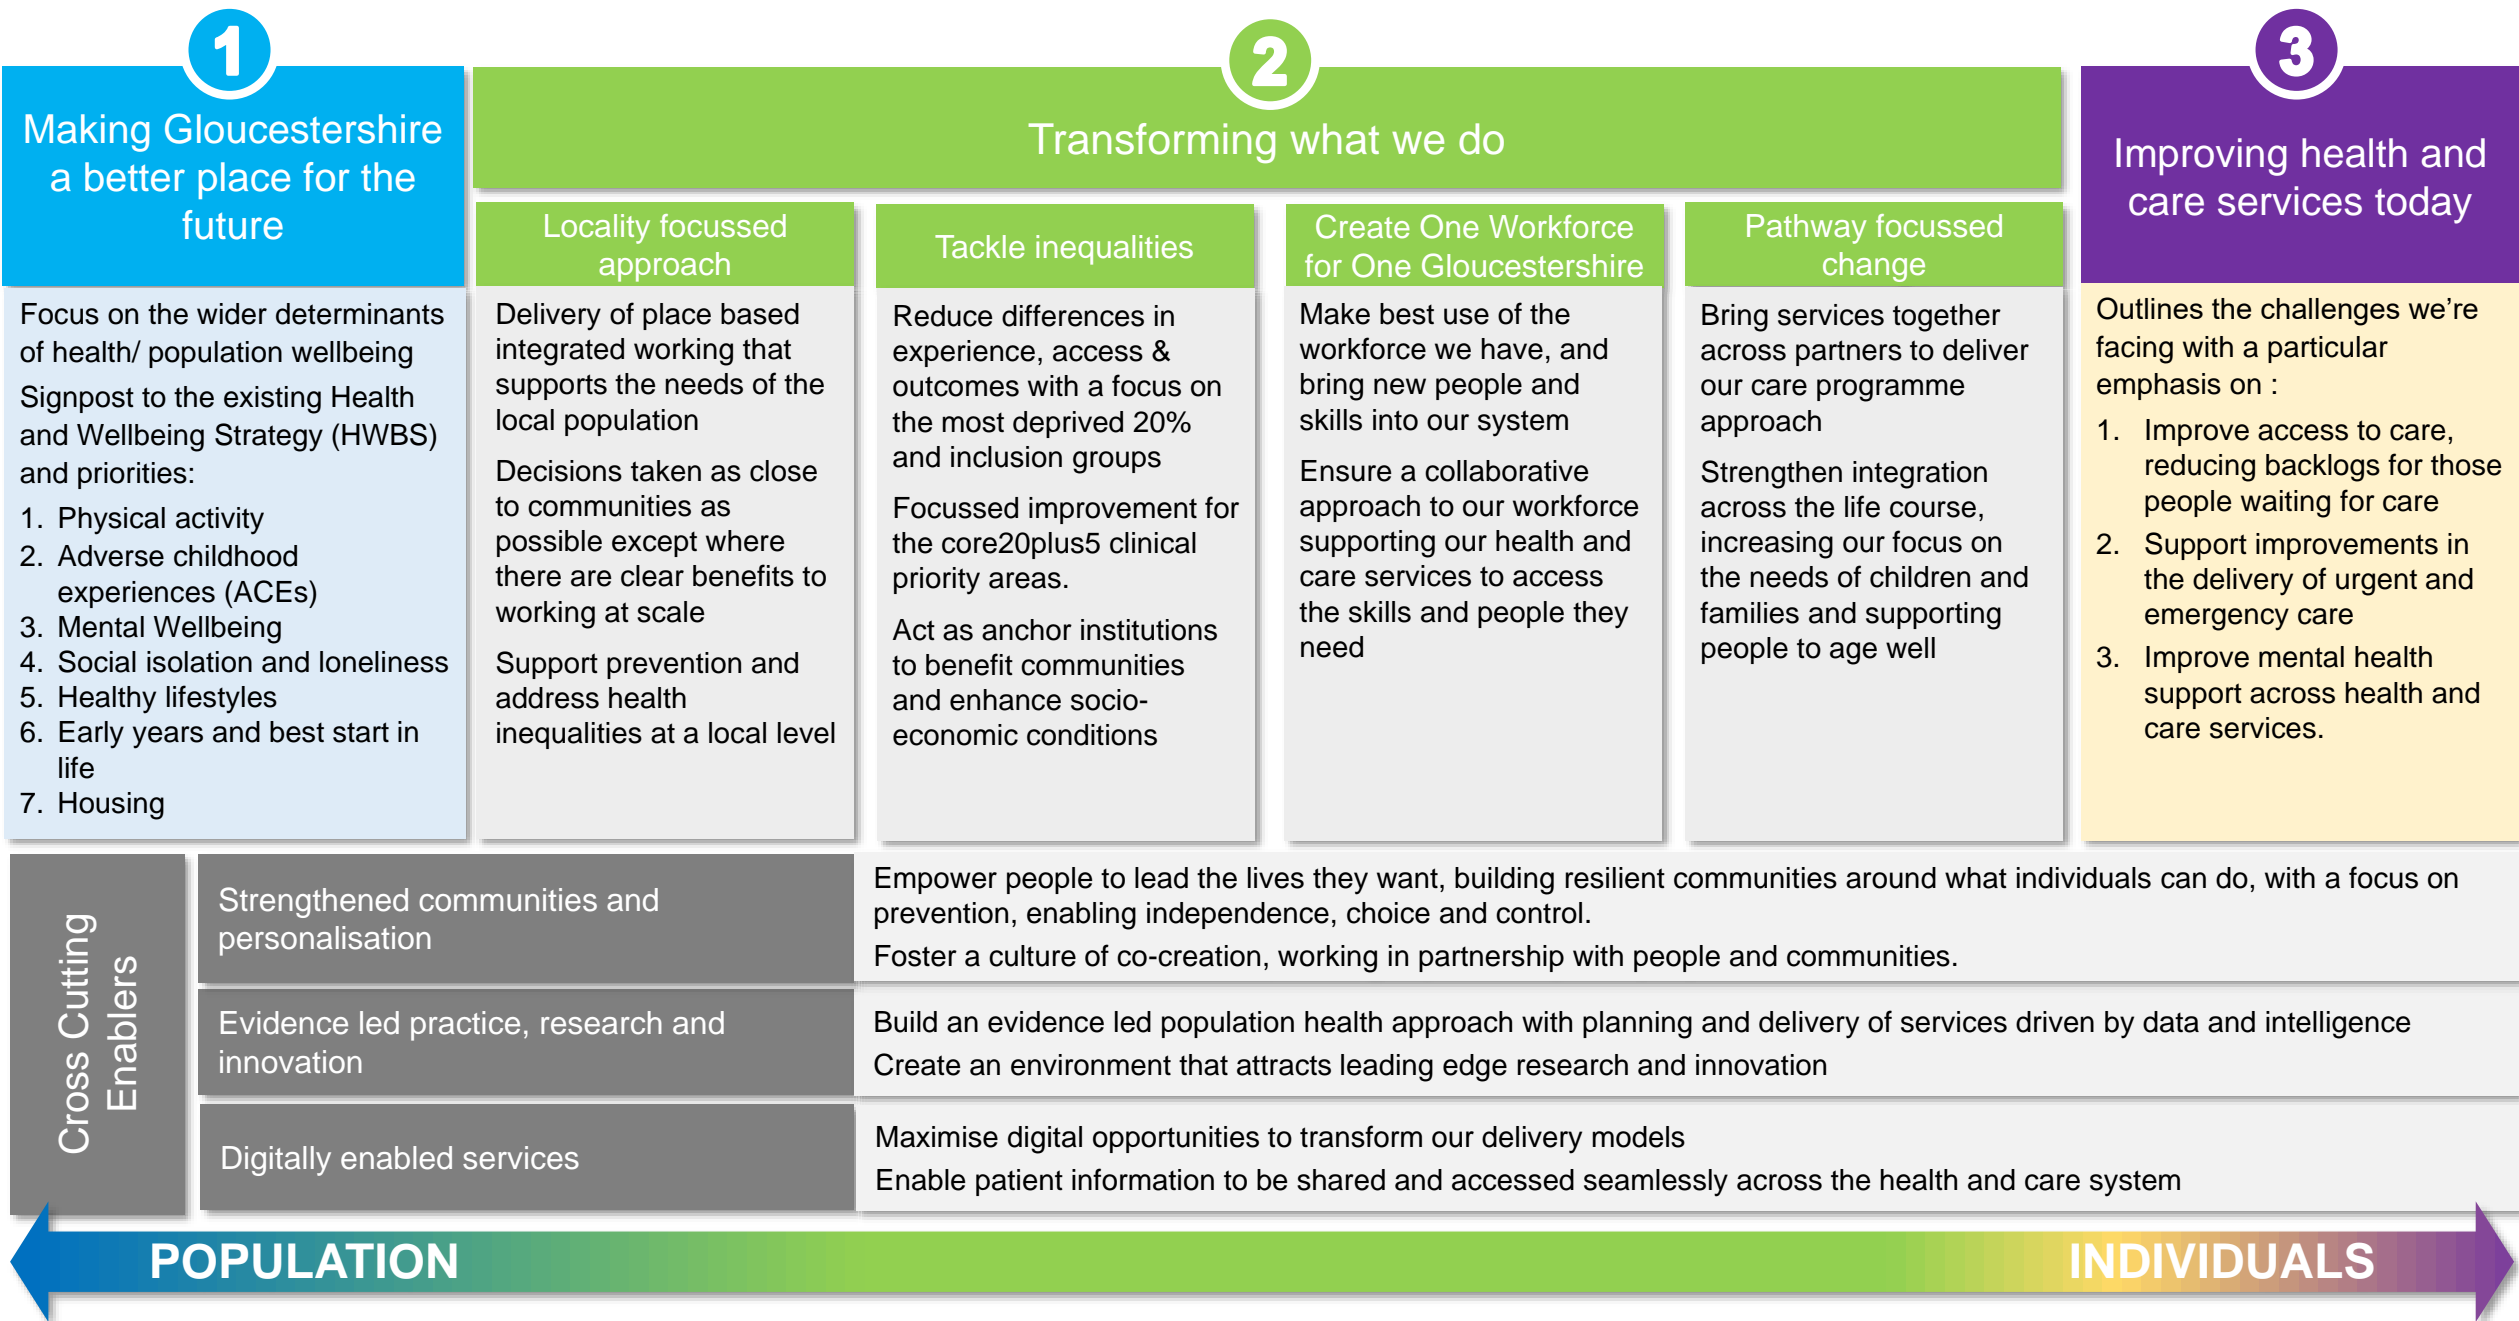 1
Making Gloucestershire
a better place for the
future
Focus on the wider determinants
of health/ population wellbeing
Signpost to the existing Health
and Wellbeing Strategy (HWBS)
and priorities:
1. Physical activity
2. Adverse childhood
experiences (ACEs)
3. Mental Wellbeing
4. Social isolation and loneliness
5. Healthy lifestyles
6. Early years and best start in
life
7. Housing
2
Transforming what we do
Locality focussed
approach
Delivery of place based
integrated working that
supports the needs of the
local population
Decisions taken as close
to communities as
possible except where
there are clear benefits to
working at scale
Support prevention and
address health
inequalities at a local level
Tackle inequalities
Reduce differences in
experience, access &
outcomes with a focus on
the most deprived 20%
and inclusion groups
Focussed improvement for
the core20plus5 clinical
priority areas.
Act as anchor institutions
to benefit communities
and enhance socio-
economic conditions
Create One Workforce
for One Gloucestershire
Make best use of the
workforce we have, and
bring new people and
skills into our system
Ensure a collaborative
approach to our workforce
supporting our health and
care services to access
the skills and people they
need
Pathway focussed
change
Bring services together
across partners to deliver
our care programme
approach
Strengthen integration
across the life course,
increasing our focus on
the needs of children and
families and supporting
people to age well
3
Improving health and
care services today
Outlines the challenges we’re
facing with a particular
emphasis on :
1. Improve access to care,
reducing backlogs for those
people waiting for care
2. Support improvements in
the delivery of urgent and
emergency care
3. Improve mental health
support across health and
care services.
Cross Cutting
Enablers
Strengthened communities and
personalisation
Empower people to lead the lives they want, building resilient communities around what individuals can do, with a focus on
prevention, enabling independence, choice and control.
Foster a culture of co-creation, working in partnership with people and communities.
Evidence led practice, research and
innovation
Build an evidence led population health approach with planning and delivery of services driven by data and intelligence
Create an environment that attracts leading edge research and innovation
Digitally enabled services
Maximise digital opportunities to transform our delivery models
Enable patient information to be shared and accessed seamlessly across the health and care system
POPULATION
INDIVIDUALS